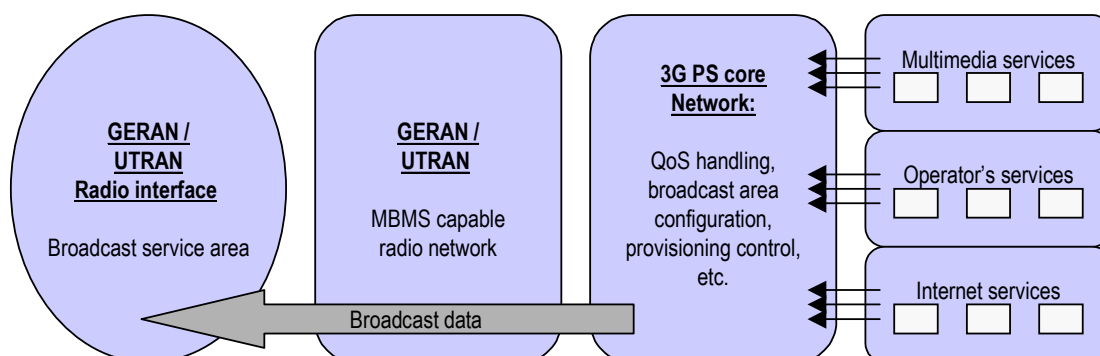 GERAN /
UTRAN
Radio interface
Broadcast service area
GERAN /
UTRAN
MBMS capable
radio network
3G PS core
Network:
QoS handling,
broadcast area
configuration,
provisioning control,
etc.
Multimedia services
Operator's services
Internet services
Broadcast data